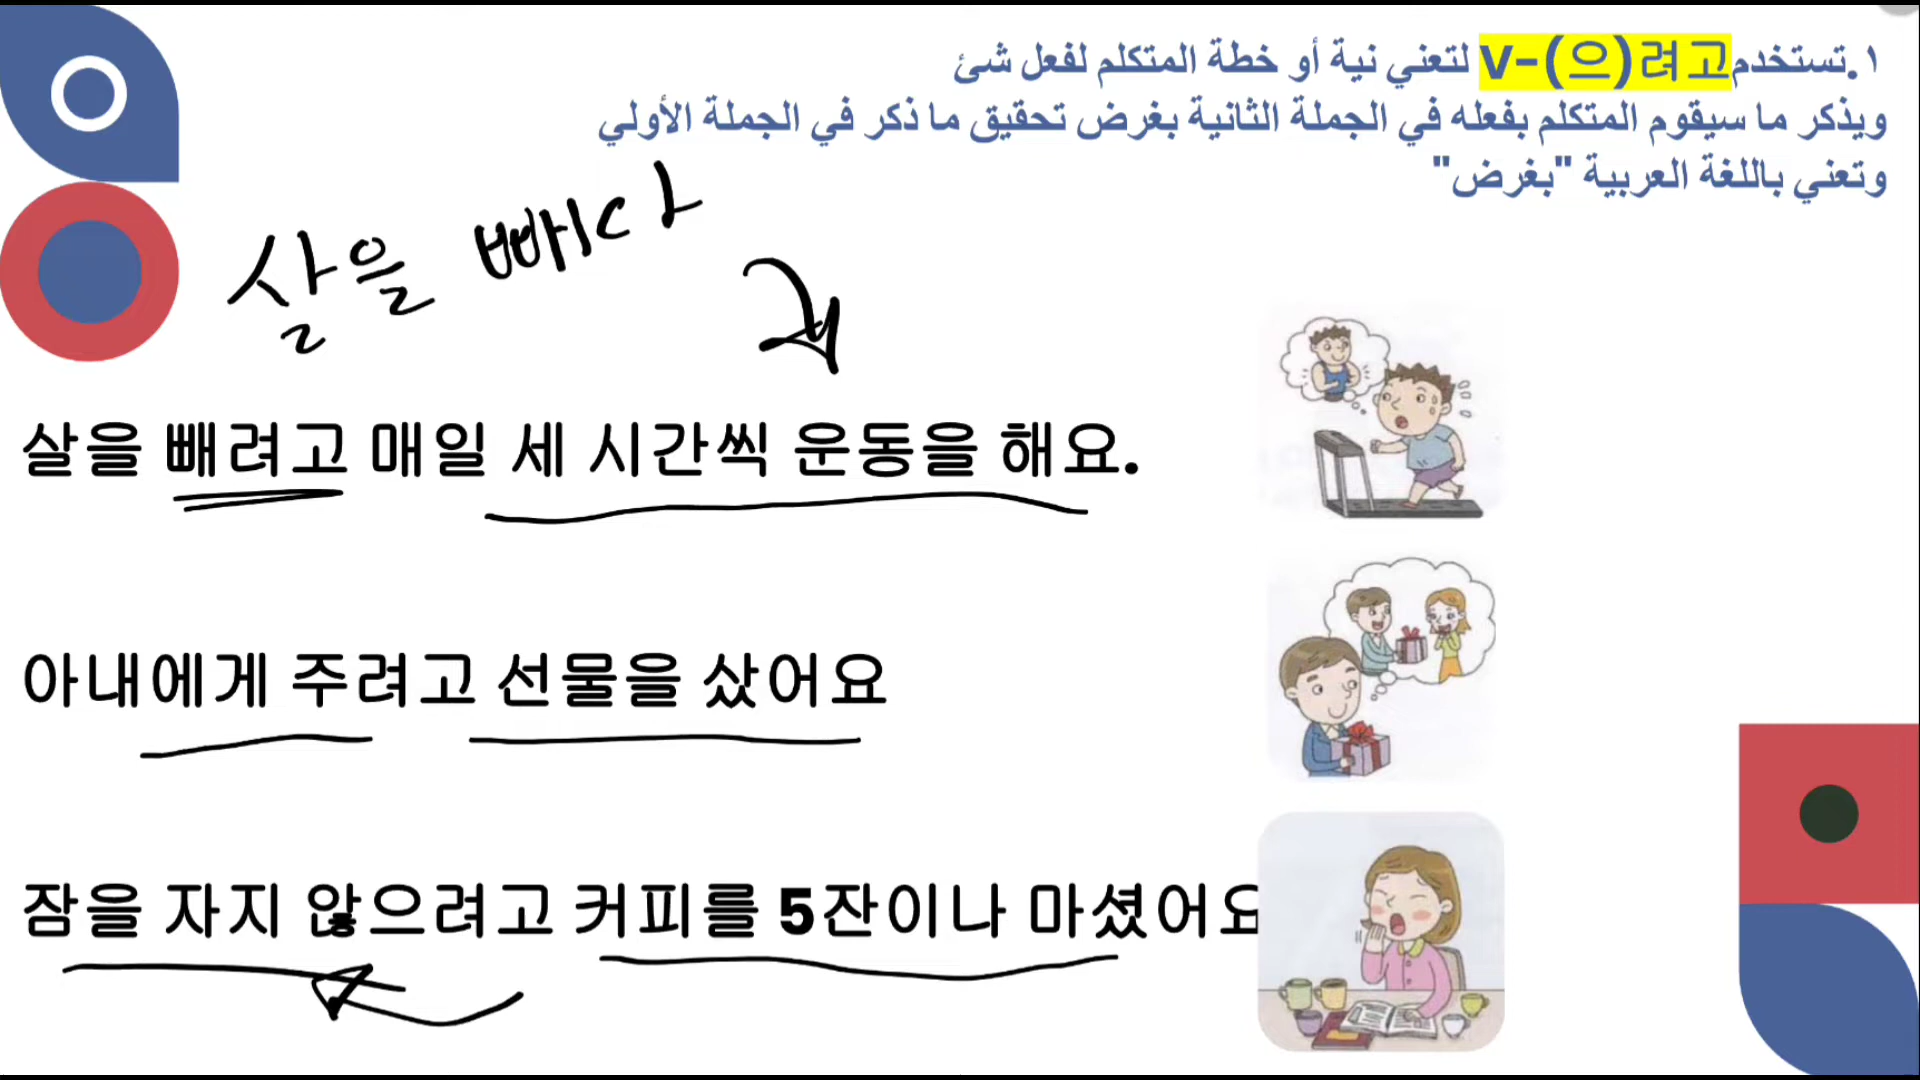 ١.تستخدمV-(으)려고 لتعني نية أو خطة المتكلم لفعل شئ
ويذكر ما سيقوم المتكلم بفعله في الجملة الثانية بغرض تحقيق ما ذكر في الجملة الأولي
وتعني باللغة العربية "بغرض"
살을 빼다
살을 빼려고 매일 세 시간씩 운동을 해요.
아내에게 주려고 선물을 샀어요
잠을 자지 않으려고 커피를 5잔이나 마셨어요